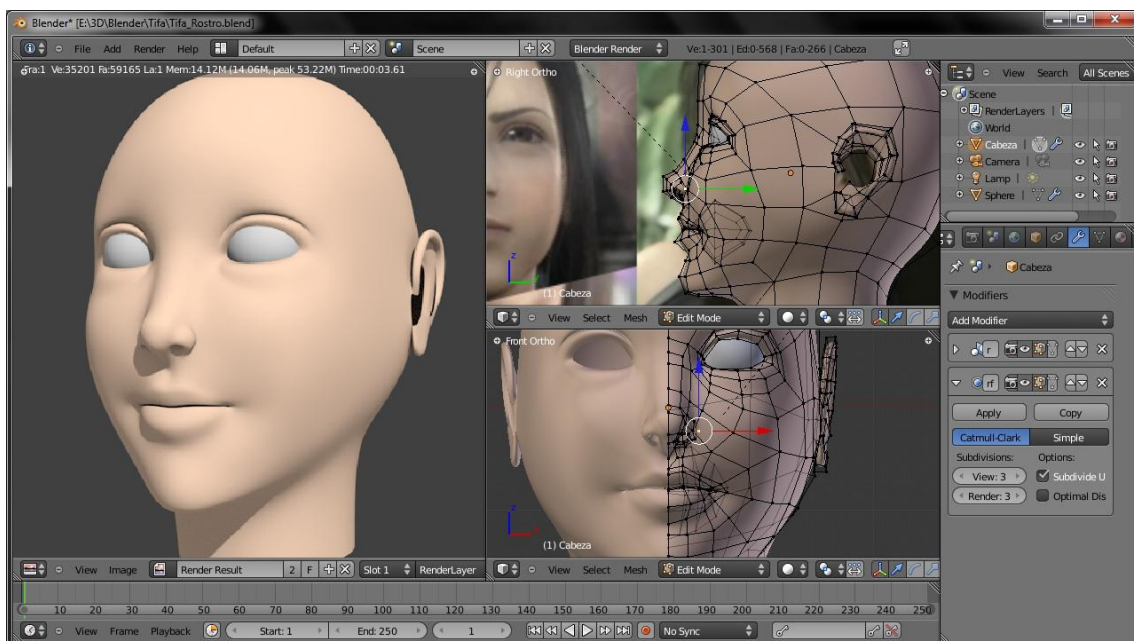 Blender* [E:\3D\Blender\Tifa\Tifa_Rostro.blend]
File Add Render Help Default Scene Blender Render Ve:1-301 | Ed:0-568 | Fa:0-266 | Cabeza
Fra:1 Ve:35201 Fa:59165 La:1 Mem:14.12M (14.06M, peak 53.22M) Time:00:03.61
Right Ortho
z
y
(1) Cabeza
View Select Mesh Edit Mode
Front Ortho
z
x
(1) Cabeza
View Select Mesh Edit Mode
View Image Render Result 2 F Slot 1 RenderLayer
View Search All Scenes
Scene
RenderLayers |
World
Cabeza |
Camera |
Lamp |
Sphere |
Cabeza
Modifiers
Add Modifier
r
rf
Apply Copy
Catmull-Clark Simple
Subdivisions: Options:
View: 3 Subdivide U
Render: 3 Optimal Dis
0 10 20 30 40 50 60 70 80 90 100 110 120 130 140 150 160 170 180 190 200 210 220 230 240 250
View Frame Playback Start: 1 End: 250 1 No Sync